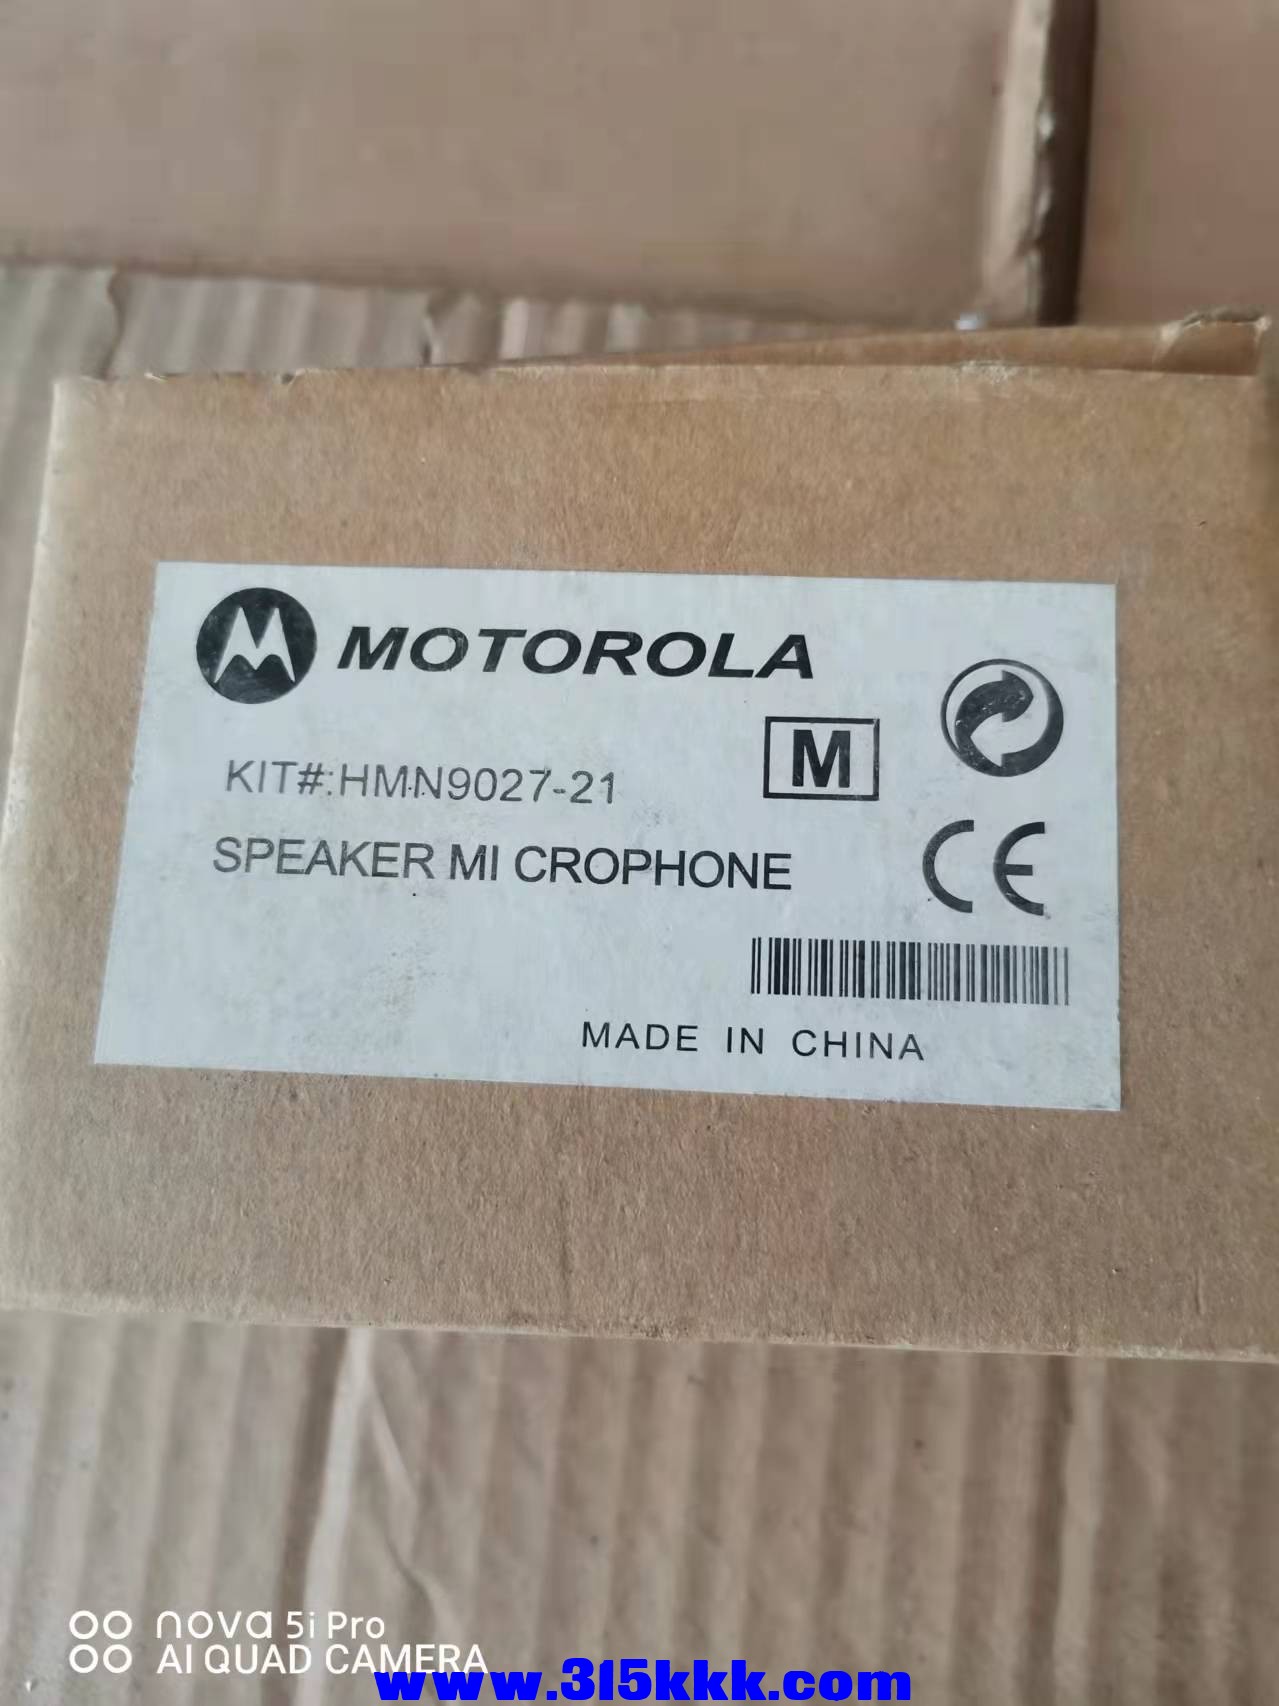 MOTOROLA
KIT#:HMN9027-21
M
SPEAKER MI CROPHONE
CE
MADE IN CHINA
nova 5i Pro
AI QUAD CAMERA
www.315kkk.com